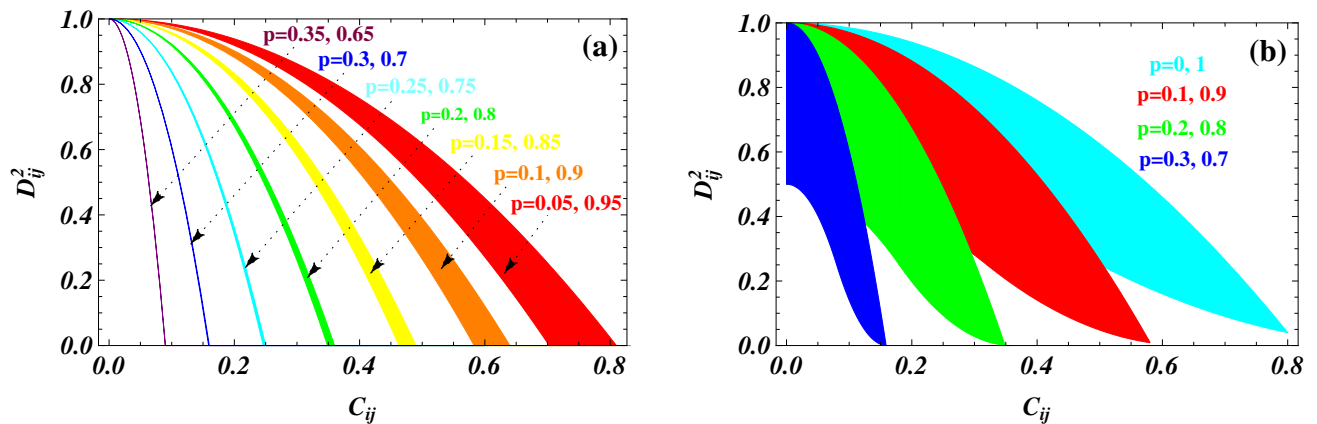 (a)
p=0.35, 0.65
p=0.3, 0.7
p=0.25, 0.75
p=0.2, 0.8
p=0.15, 0.85
p=0.1, 0.9
p=0.05, 0.95
1.0
0.8
0.6
0.4
0.2
0.0
D²ij
0.0 0.2 0.4 0.6 0.8
Cij
(b)
p=0, 1
p=0.1, 0.9
p=0.2, 0.8
p=0.3, 0.7
1.0
0.8
0.6
0.4
0.2
0.0
D²ij
0.0 0.2 0.4 0.6 0.8
Cij